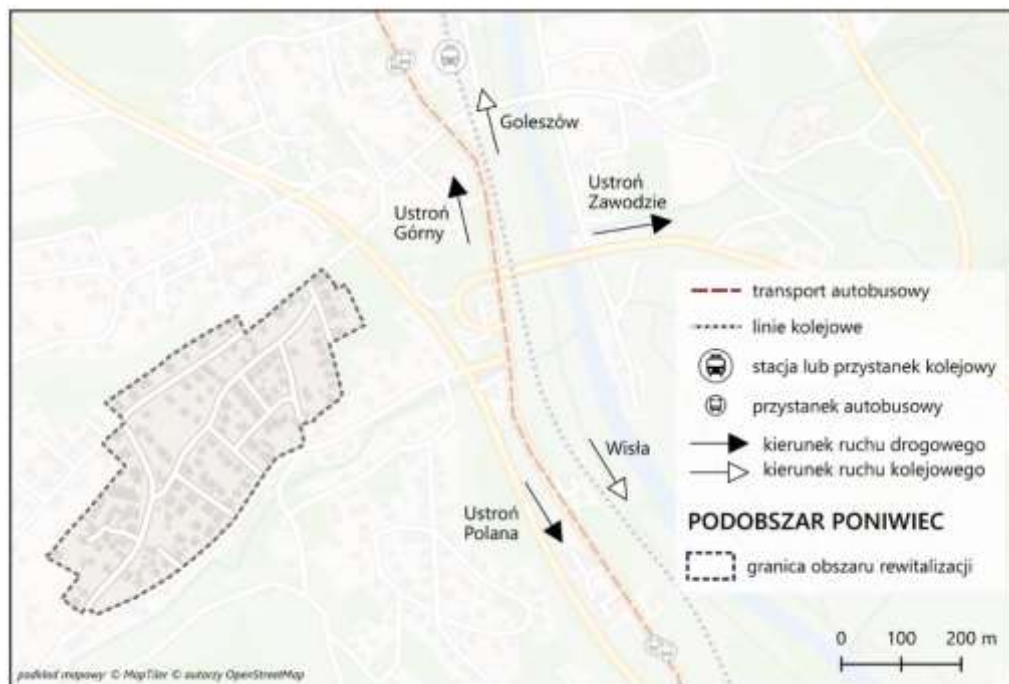 Goleszów
Ustroń
Zawodzie
Ustroń
Górny
transport autobusowy
linie kolejowe
stacja lub przystanek kolejowy
przystanek autobusowy
kierunek ruchu drogowego
kierunek ruchu kolejowego
Wisła
Ustroń
Polana
PODOBSZAR PONIWIEC
granica obszaru rewitalizacji
0 100 200 m
podkład mapowy: © MapTiler © autorzy OpenStreetMap